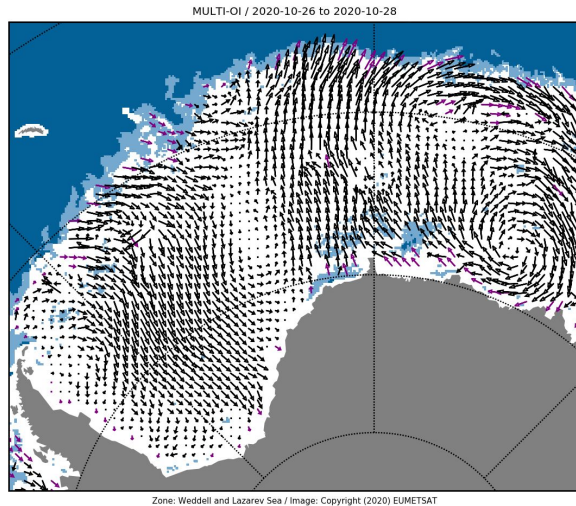 MULTI-OI / 2020-10-26 to 2020-10-28
Zone: Weddell and Lazarev Sea / Image: Copyright (2020) EUMETSAT